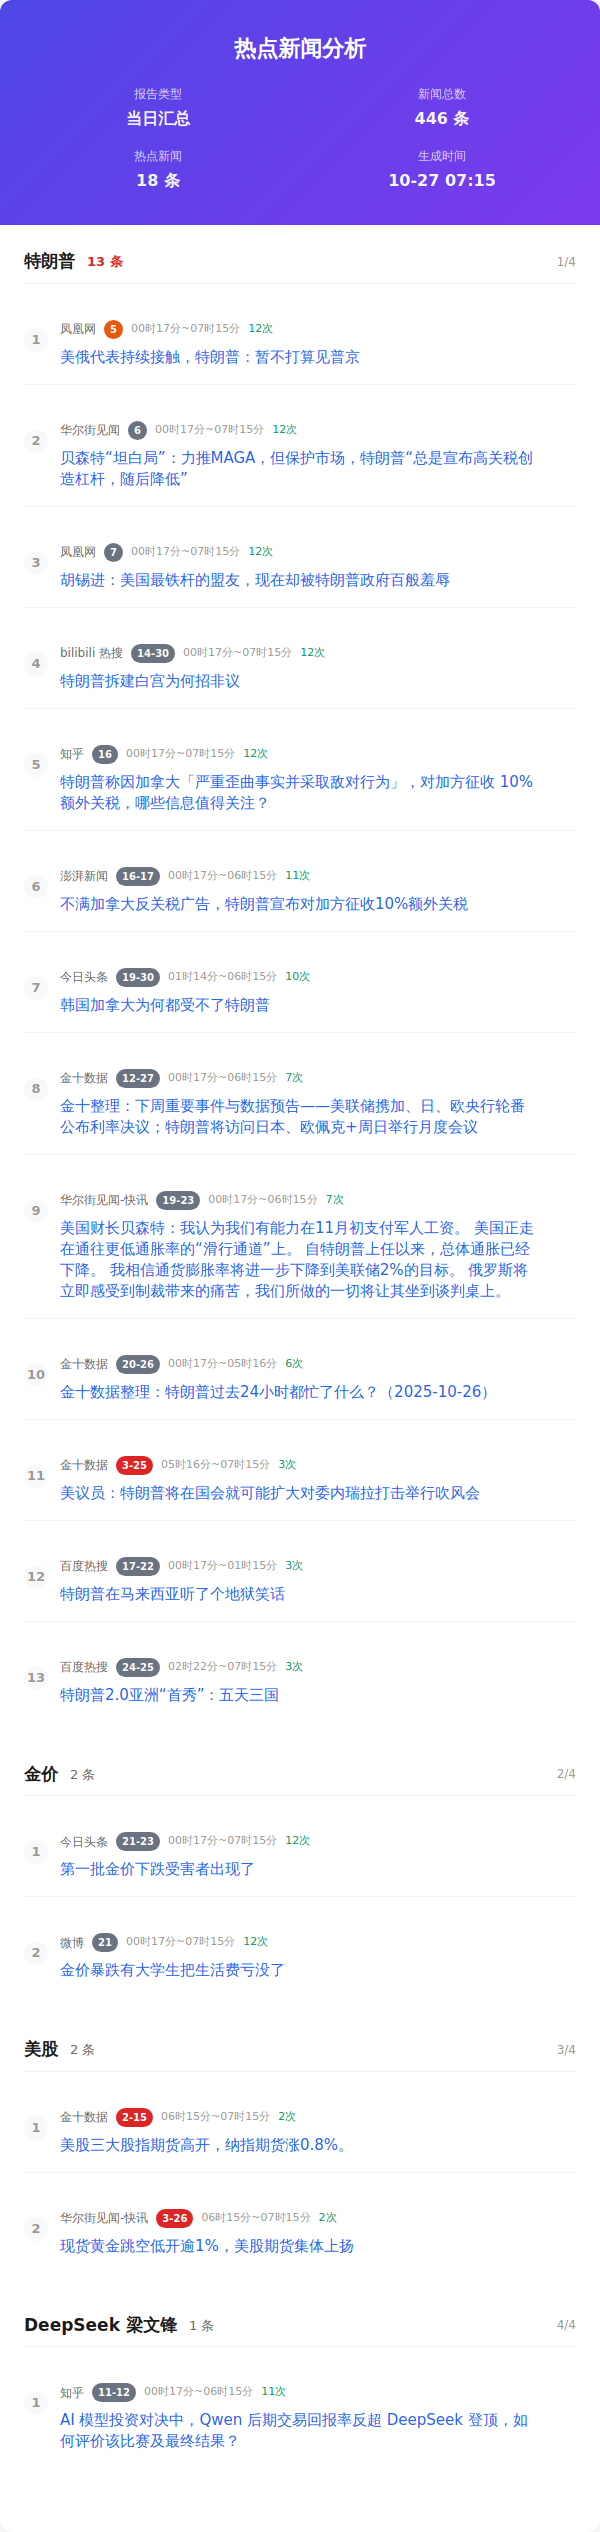 热点新闻分析
报告类型
当日汇总
新闻总数
446 条
热点新闻
18 条
生成时间
10-27 07:15
特朗普 13 条 1/4
1 凤凰网 5 00时17分~07时15分 12次
美俄代表持续接触，特朗普：暂不打算见普京
2 华尔街见闻 6 00时17分~07时15分 12次
贝森特“坦白局”：力推MAGA，但保护市场，特朗普“总是宣布高关税创
造杠杆，随后降低”
3 凤凰网 7 00时17分~07时15分 12次
胡锡进：美国最铁杆的盟友，现在却被特朗普政府百般羞辱
4 bilibili 热搜 14-30 00时17分~07时15分 12次
特朗普拆建白宫为何招非议
5 知乎 16 00时17分~07时15分 12次
特朗普称因加拿大「严重歪曲事实并采取敌对行为」，对加方征收 10%
额外关税，哪些信息值得关注？
6 澎湃新闻 16-17 00时17分~06时15分 11次
不满加拿大反关税广告，特朗普宣布对加方征收10%额外关税
7 今日头条 19-30 01时14分~06时15分 10次
韩国加拿大为何都受不了特朗普
8 金十数据 12-27 00时17分~06时15分 7次
金十整理：下周重要事件与数据预告——美联储携加、日、欧央行轮番
公布利率决议；特朗普将访问日本、欧佩克+周日举行月度会议
9 华尔街见闻-快讯 19-23 00时17分~06时15分 7次
美国财长贝森特：我认为我们有能力在11月初支付军人工资。 美国正走
在通往更低通胀率的“滑行通道”上。 自特朗普上任以来，总体通胀已经
下降。 我相信通货膨胀率将进一步下降到美联储2%的目标。 俄罗斯将
立即感受到制裁带来的痛苦，我们所做的一切将让其坐到谈判桌上。
10 金十数据 20-26 00时17分~05时16分 6次
金十数据整理：特朗普过去24小时都忙了什么？（2025-10-26）
11 金十数据 3-25 05时16分~07时15分 3次
美议员：特朗普将在国会就可能扩大对委内瑞拉打击举行吹风会
12 百度热搜 17-22 00时17分~01时15分 3次
特朗普在马来西亚听了个地狱笑话
13 百度热搜 24-25 02时22分~07时15分 3次
特朗普2.0亚洲“首秀”：五天三国
金价 2 条 2/4
1 今日头条 21-23 00时17分~07时15分 12次
第一批金价下跌受害者出现了
2 微博 21 00时17分~07时15分 12次
金价暴跌有大学生把生活费亏没了
美股 2 条 3/4
1 金十数据 2-15 06时15分~07时15分 2次
美股三大股指期货高开，纳指期货涨0.8%。
2 华尔街见闻-快讯 3-26 06时15分~07时15分 2次
现货黄金跳空低开逾1%，美股期货集体上扬
DeepSeek 梁文锋 1 条 4/4
1 知乎 11-12 00时17分~06时15分 11次
AI 模型投资对决中，Qwen 后期交易回报率反超 DeepSeek 登顶，如
何评价该比赛及最终结果？